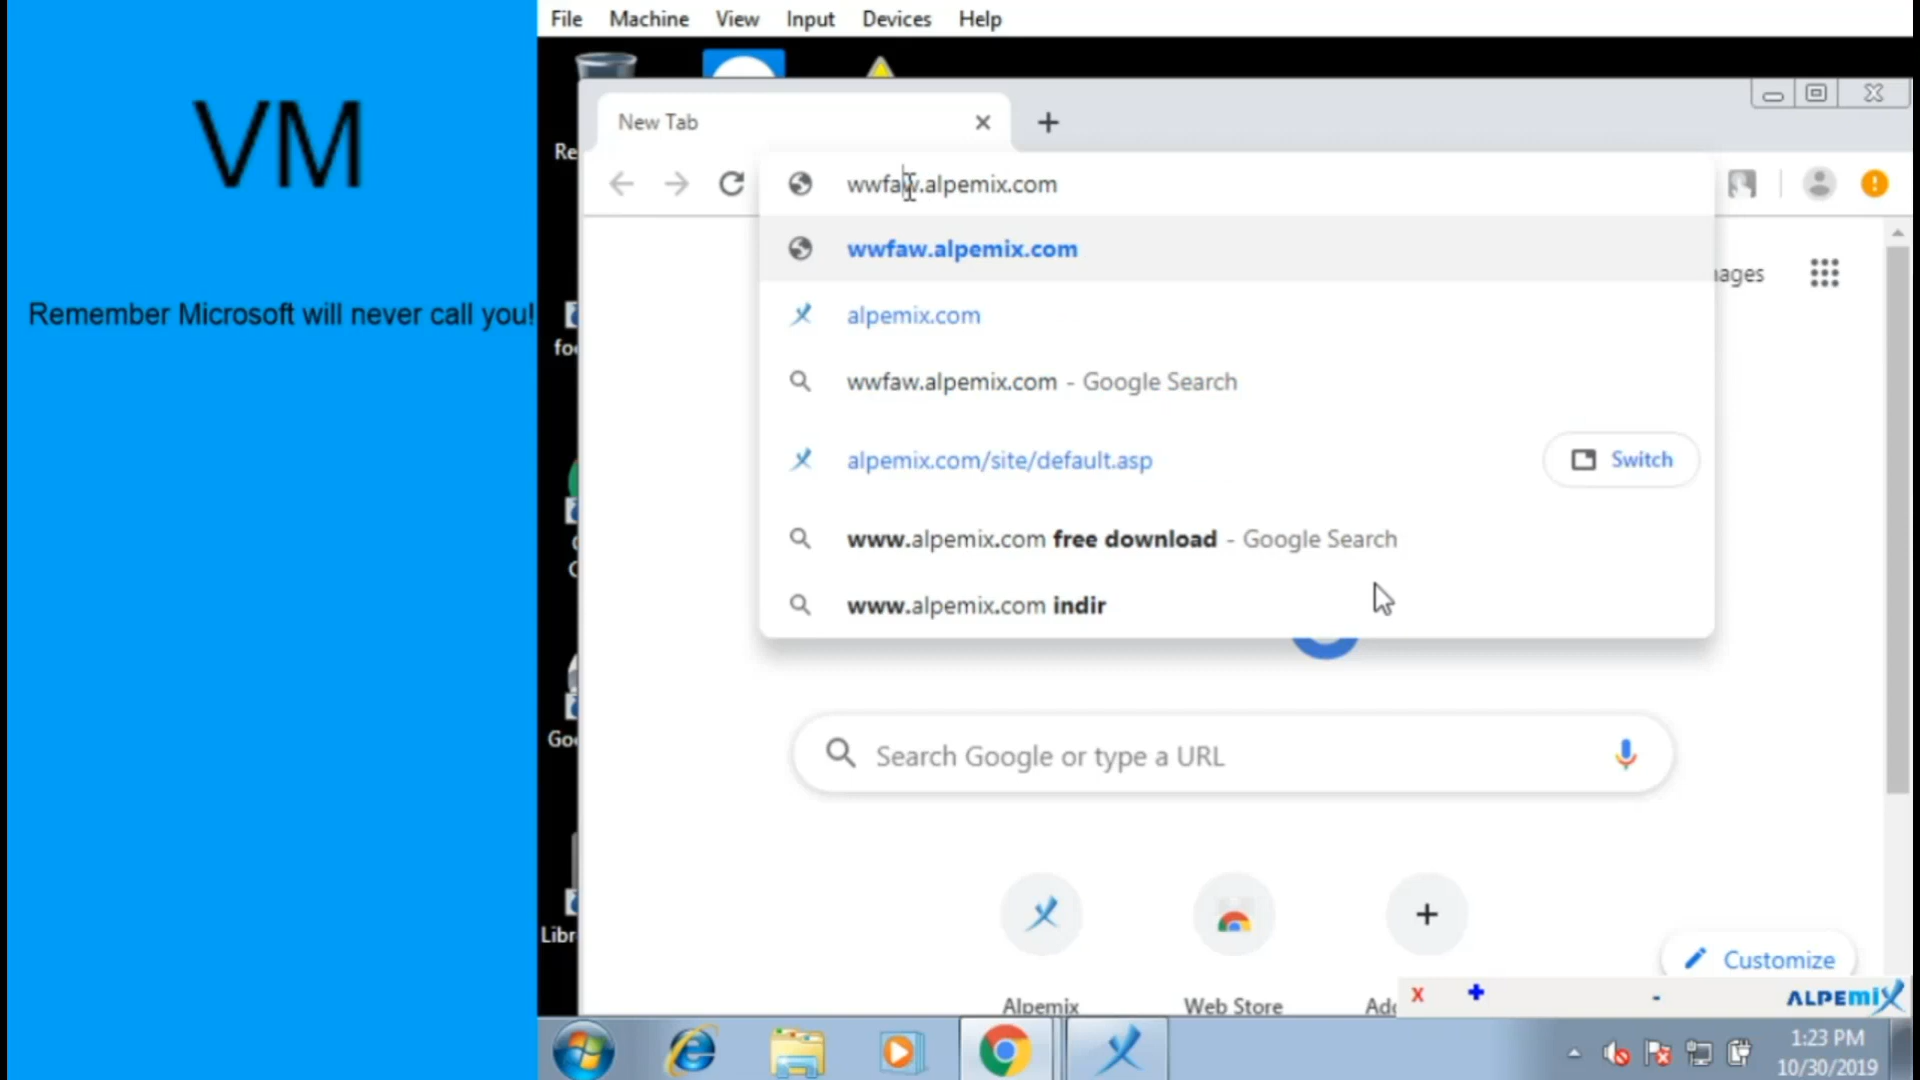 VM
Remember Microsoft will never call you!
File Machine View Input Devices Help
New Tab
wwfaw.alpemix.com
wwfaw.alpemix.com
alpemix.com
wwfaw.alpemix.com - Google Search
alpemix.com/site/default.asp Switch
www.alpemix.com free download - Google Search
www.alpemix.com indir
Search Google or type a URL
Alpemix Web Store
Customize
X + - ALPEMIX
1:23 PM
10/30/2019